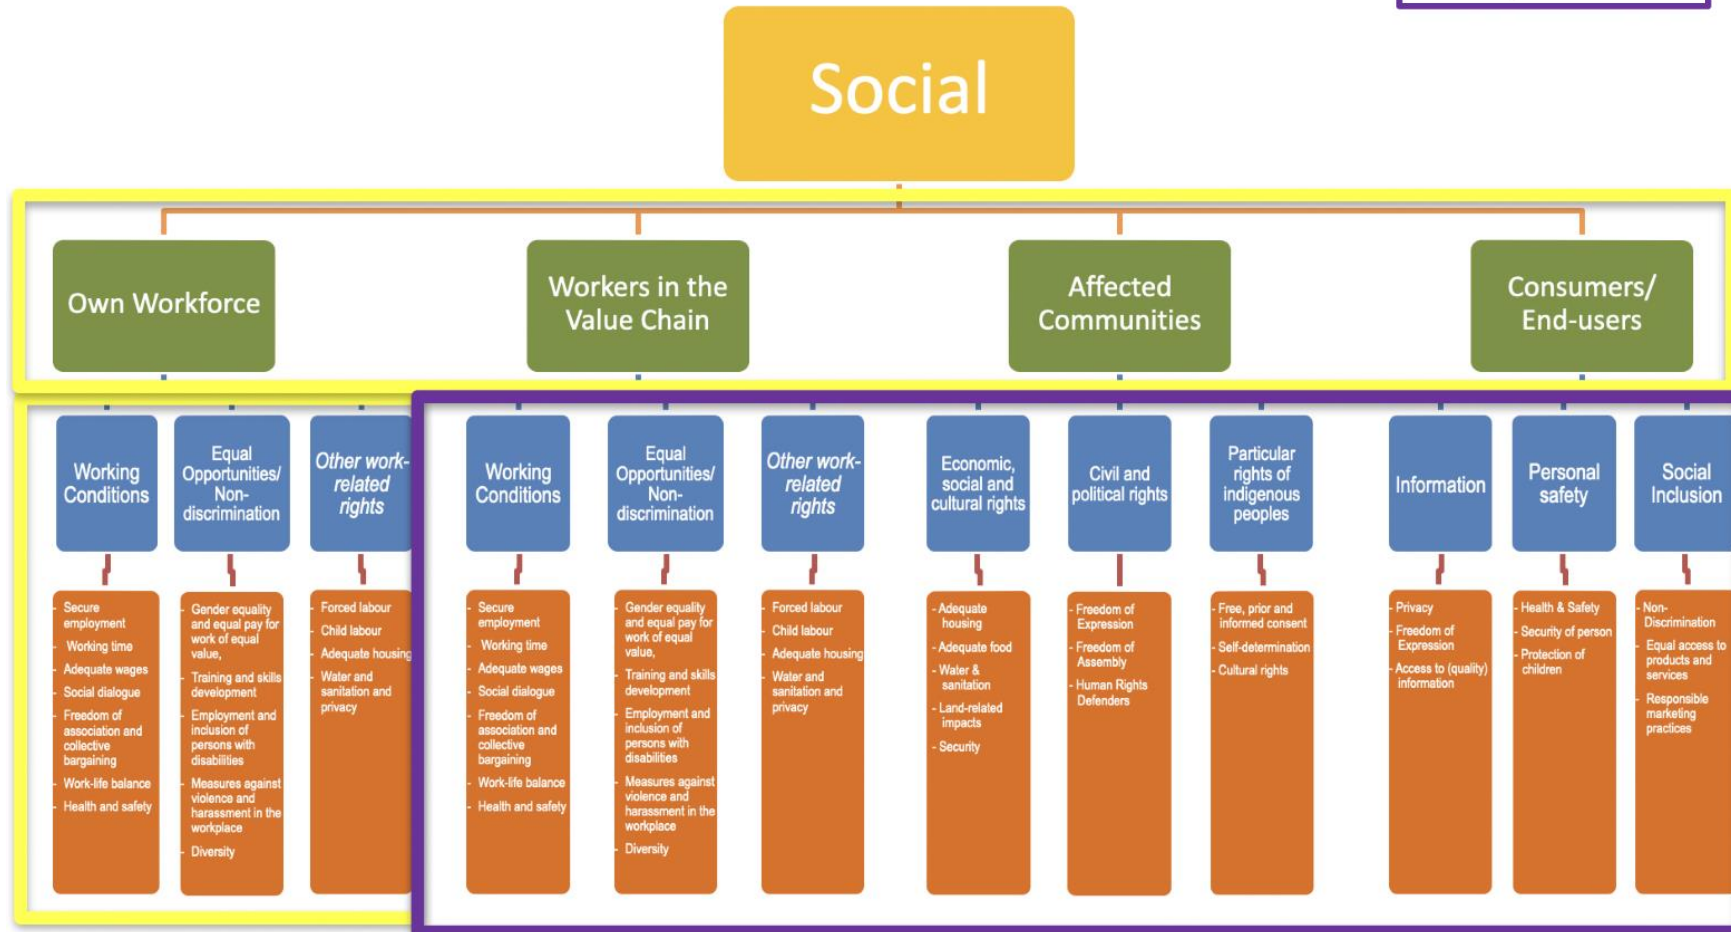 Social
Own Workforce
Workers in the
Value Chain
Affected
Communities
Consumers/
End-users
Working
Conditions
Equal
Opportunities/
Non-
discrimination
Other work-
related
rights
Working
Conditions
Equal
Opportunities/
Non-
discrimination
Other work-
related
rights
Economic,
social and
cultural rights
Civil and
political rights
Particular
rights of
indigenous
peoples
Information
Personal
safety
Social
Inclusion
- Secure
employment
- Working time
- Adequate wages
- Social dialogue
- Freedom of
association and
collective
bargaining
- Work-life balance
- Health and safety
- Gender equality
and equal pay for
work of equal
value,
- Training and skills
development
- Employment and
inclusion of
persons with
disabilities
- Measures against
violence and
harassment in the
workplace
- Diversity
- Forced labour
- Child labour
- Adequate housing
- Water and
sanitation and
privacy
- Secure
employment
- Working time
- Adequate wages
- Social dialogue
- Freedom of
association and
collective
bargaining
- Work-life balance
- Health and safety
- Gender equality
and equal pay for
work of equal
value,
- Training and skills
development
- Employment and
inclusion of
persons with
disabilities
- Measures against
violence and
harassment in the
workplace
- Diversity
- Forced labour
- Child labour
- Adequate housing
- Water and
sanitation and
privacy
- Adequate
housing
- Adequate food
- Water &
sanitation
- Land-related
impacts
- Security
- Freedom of
Expression
- Freedom of
Assembly
- Human Rights
Defenders
- Free, prior and
informed consent
- Self-determination
- Cultural rights
- Privacy
- Freedom of
Expression
- Access to (quality)
information
- Health & Safety
- Security of person
- Protection of
children
- Non-
Discrimination
- Equal access to
products and
services
- Responsible
marketing
practices